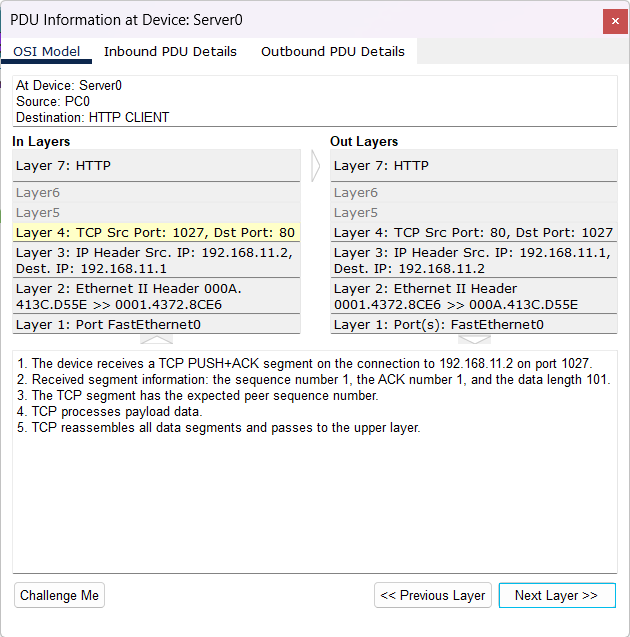 PDU Information at Device: Server0
OSI Model Inbound PDU Details Outbound PDU Details
At Device: Server0
Source: PC0
Destination: HTTP CLIENT
In Layers
Layer 7: HTTP
Layer6
Layer5
Layer 4: TCP Src Port: 1027, Dst Port: 80
Layer 3: IP Header Src. IP: 192.168.11.2,
Dest. IP: 192.168.11.1
Layer 2: Ethernet II Header 000A.
413C.D55E >> 0001.4372.8CE6
Layer 1: Port FastEthernet0
Out Layers
Layer 7: HTTP
Layer6
Layer5
Layer 4: TCP Src Port: 80, Dst Port: 1027
Layer 3: IP Header Src. IP: 192.168.11.1,
Dest. IP: 192.168.11.2
Layer 2: Ethernet II Header
0001.4372.8CE6 >> 000A.413C.D55E
Layer 1: Port(s): FastEthernet0
1. The device receives a TCP PUSH+ACK segment on the connection to 192.168.11.2 on port 1027.
2. Received segment information: the sequence number 1, the ACK number 1, and the data length 101.
3. The TCP segment has the expected peer sequence number.
4. TCP processes payload data.
5. TCP reassembles all data segments and passes to the upper layer.
Challenge Me << Previous Layer Next Layer >>